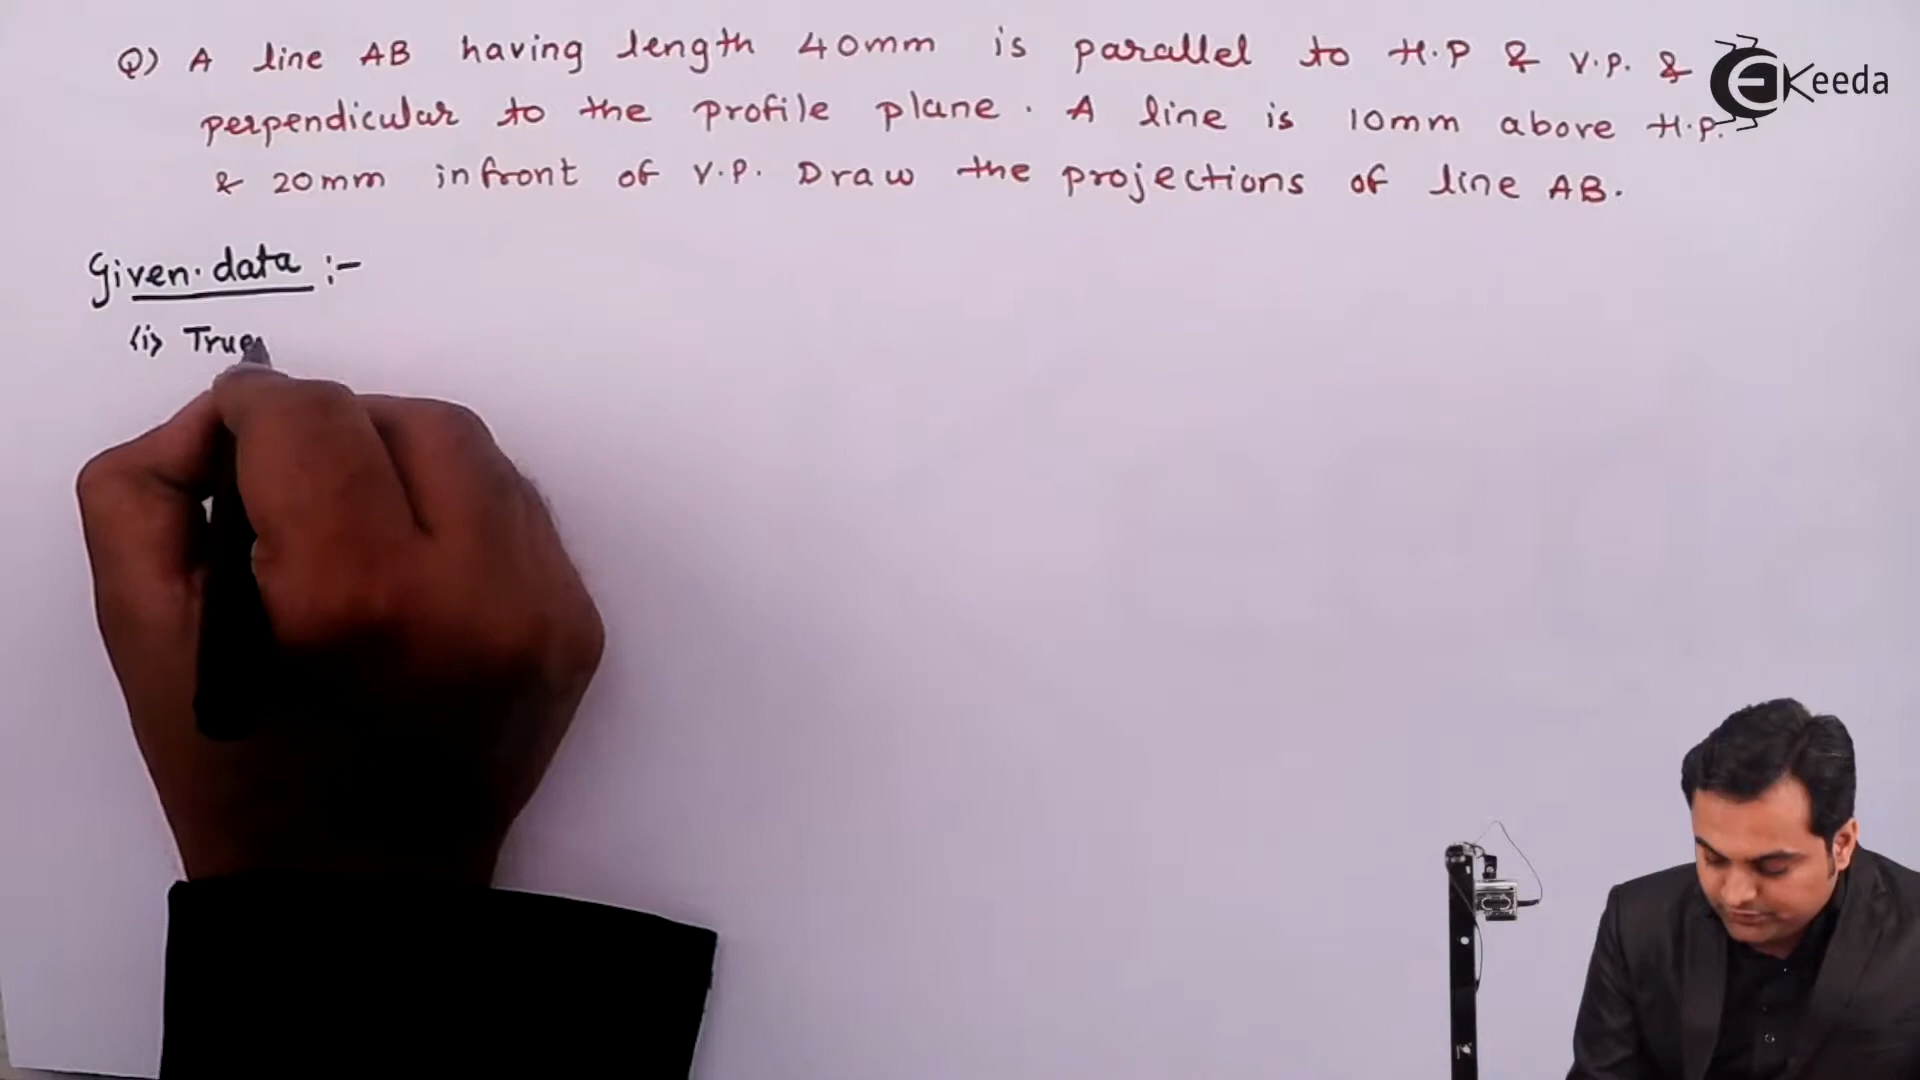 Q) A line AB having length 40mm is parallel to H.P & V.P. &
perpendicular to the profile plane. A line is 10mm above H.P.
& 20mm infront of V.P. Draw the projections of line AB.
EKeeda
Given data :-
(i) True